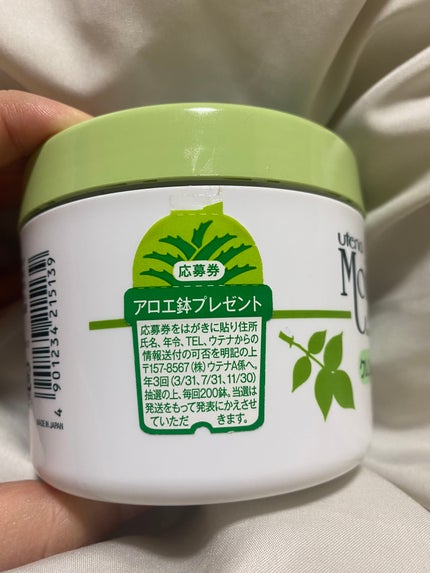 応募券
アロエ鉢プレゼント
応募券をはがきに貼り住所
氏名、年令、TEL、ウテナからの
情報送付の可否を明記の上
〒157-8567(株)ウテナA係へ。
年3回(3/31、7/31、11/30)
抽選の上、毎回200鉢。当選は
発送をもって発表にかえさせ
ていただきます。
utena
4 901234 215139
MADE IN JAPAN